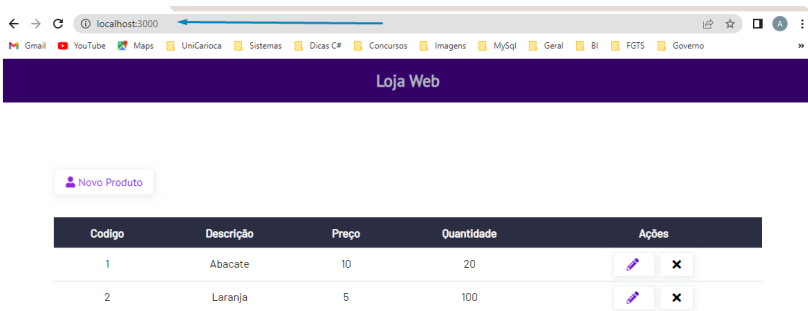 localhost:3000
A
Gmail YouTube Maps UniCarioca Sistemas Dicas C# Concursos Imagens MySql Geral BI FGTS Governo »
Loja Web
Novo Produto
Codigo Descrição Preço Quantidade Ações
1 Abacate 10 20
2 Laranja 5 100